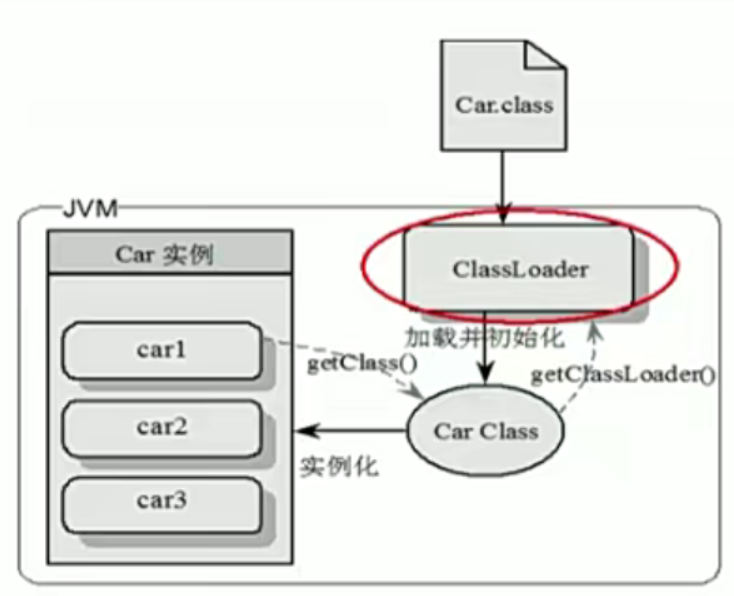 Car.class
JVM
Car 实例
ClassLoader
car1
加载并初始化
getClass()
getClassLoader()
car2
Car Class
实例化
car3